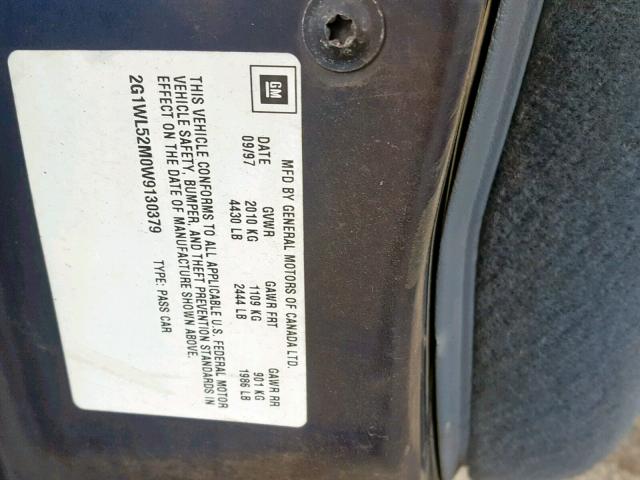 GM
MFD BY GENERAL MOTORS OF CANADA LTD.
DATE GVWR GAWR FRT GAWR RR
09/97 2010 KG 1109 KG 901 KG
4430 LB 2444 LB 1986 LB
THIS VEHICLE CONFORMS TO ALL APPLICABLE U.S. FEDERAL MOTOR
VEHICLE SAFETY, BUMPER, AND THEFT PREVENTION STANDARDS IN
EFFECT ON THE DATE OF MANUFACTURE SHOWN ABOVE.
2G1WL52M0W9130379 TYPE: PASS CAR